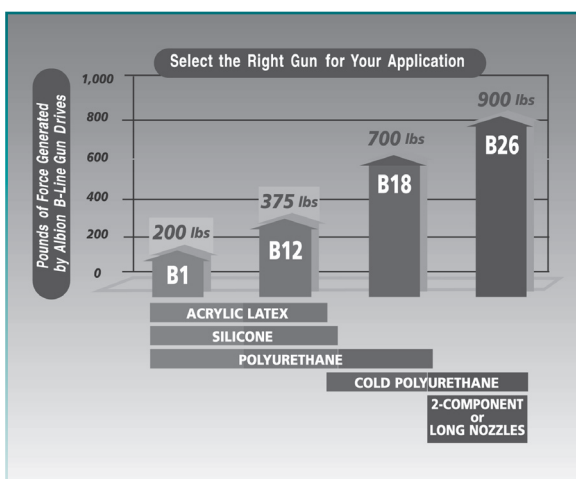 Select the Right Gun for Your Application
Pounds of Force Generated
by Albion B-Line Gun Drives
1,000
800
600
400
200
0
200 lbs
B1
375 lbs
B12
700 lbs
B18
900 lbs
B26
ACRYLIC LATEX
SILICONE
POLYURETHANE
COLD POLYURETHANE
2-COMPONENT
or
LONG NOZZLES